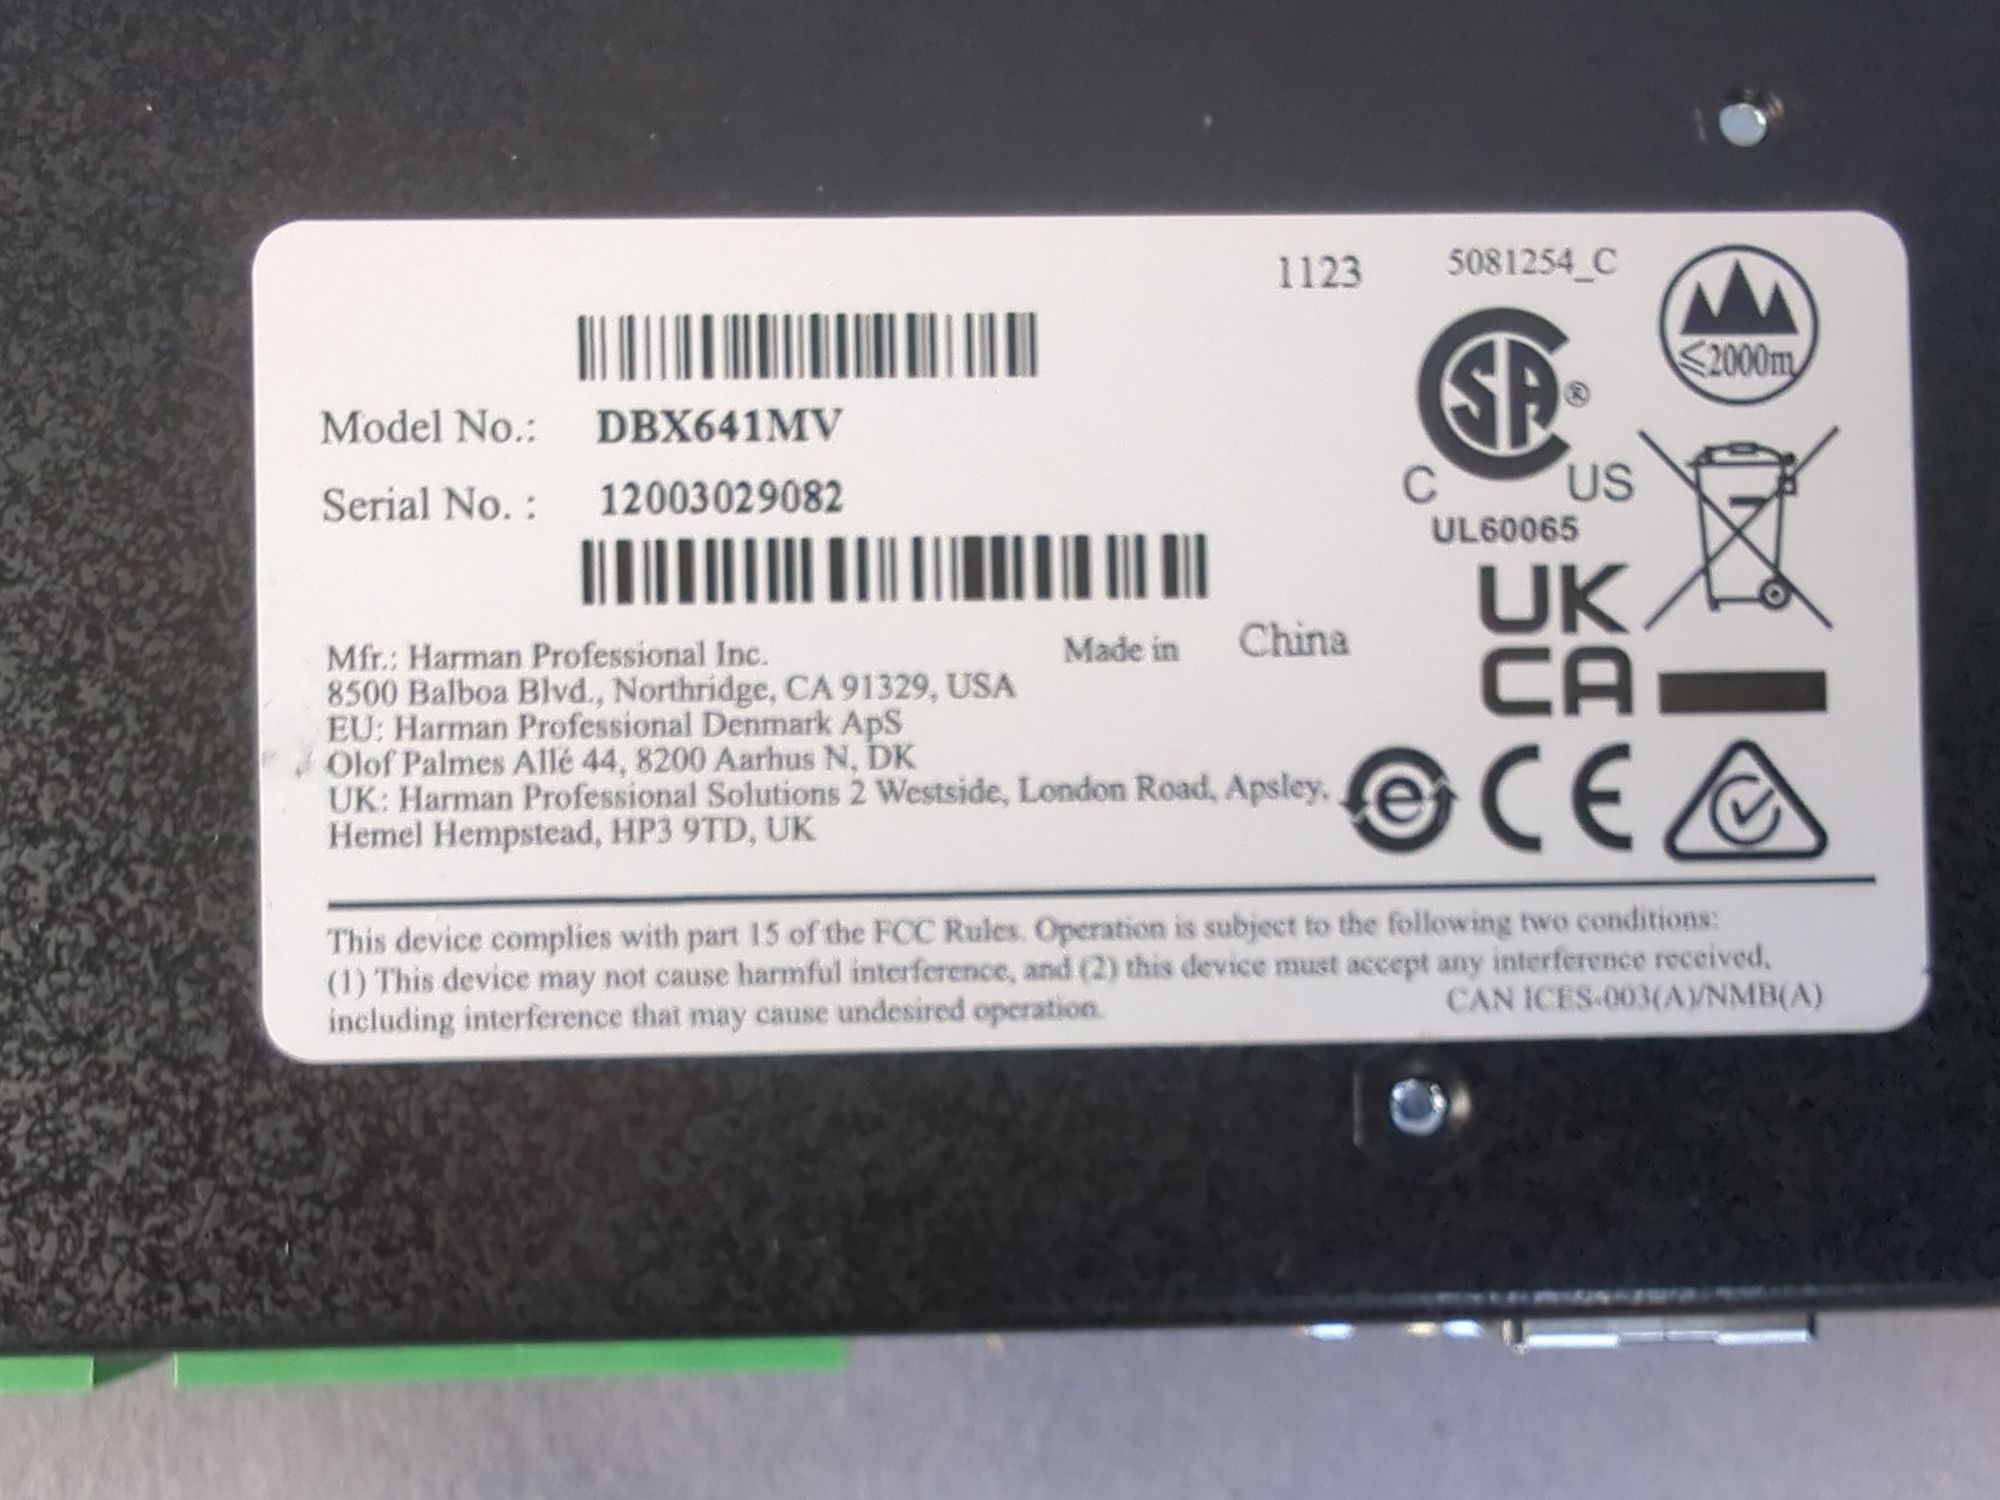 1123 5081254_C
≤2000m
Model No.: DBX641MV
SA ®
C US
Serial No. : 12003029082
UL60065
UK
CA
Mfr.: Harman Professional Inc. Made in China
8500 Balboa Blvd., Northridge, CA 91329, USA
EU: Harman Professional Denmark ApS
Olof Palmes Allé 44, 8200 Aarhus N, DK
UK: Harman Professional Solutions 2 Westside, London Road, Apsley.
Hemel Hempstead, HP3 9TD, UK
e CE
This device complies with part 15 of the FCC Rules. Operation is subject to the following two conditions:
(1) This device may not cause harmful interference, and (2) this device must accept any interference received,
including interference that may cause undesired operation.
CAN ICES-003(A)/NMB(A)